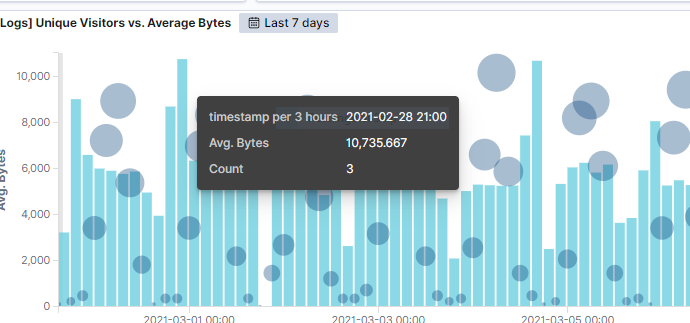 Logs] Unique Visitors vs. Average Bytes Last 7 days
Avg. Bytes
10,000
8,000
6,000
4,000
2,000
0
timestamp per 3 hours 2021-02-28 21:00
Avg. Bytes 10,735.667
Count 3
2021-03-01 00:00
2021-03-03 00:00
2021-03-05 00:00